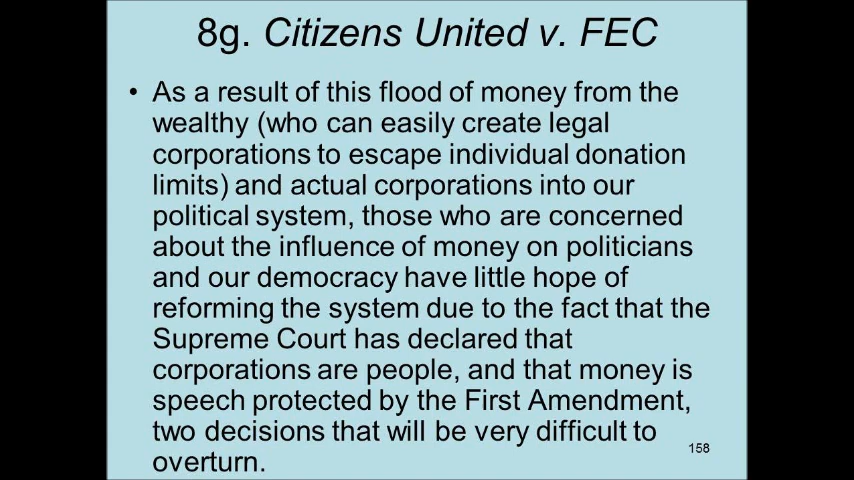 8g. Citizens United v. FEC
• As a result of this flood of money from the
wealthy (who can easily create legal
corporations to escape individual donation
limits) and actual corporations into our
political system, those who are concerned
about the influence of money on politicians
and our democracy have little hope of
reforming the system due to the fact that the
Supreme Court has declared that
corporations are people, and that money is
speech protected by the First Amendment,
two decisions that will be very difficult to
overturn.
158